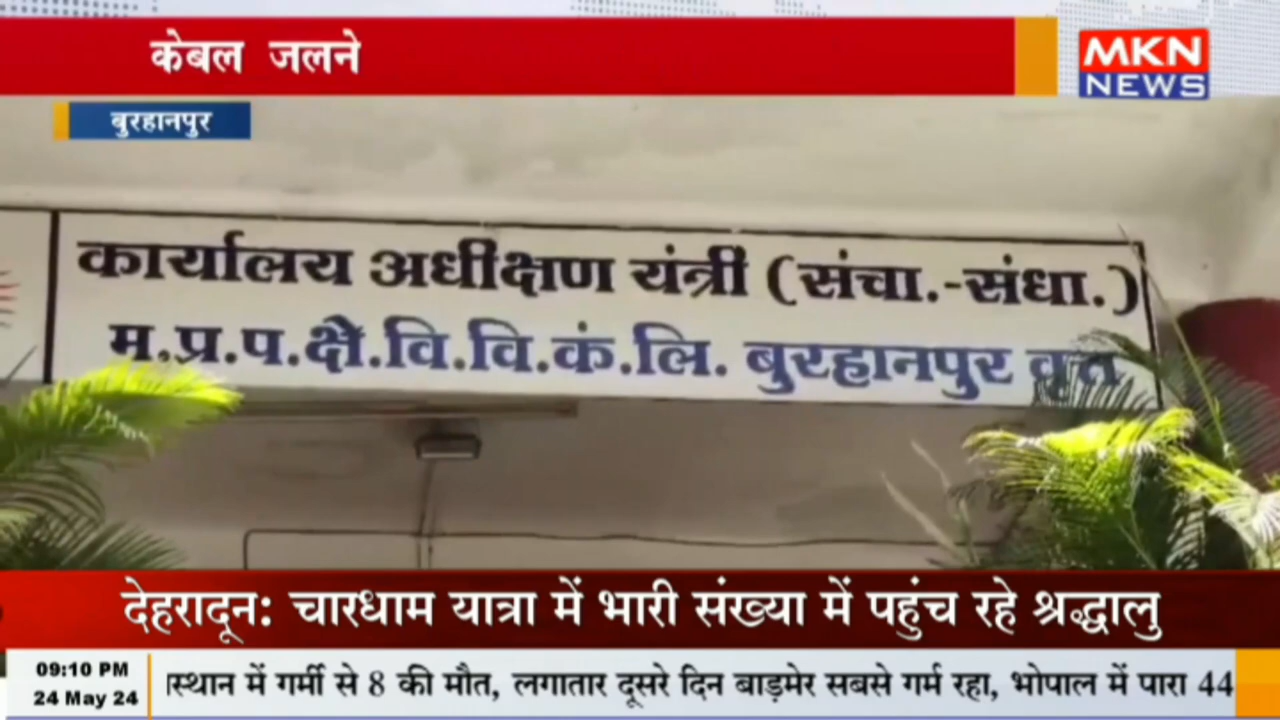 केबल जलने
MKN
NEWS
बुरहानपुर
कार्यालय अधीक्षण यंत्री (संचा.-संधा.)
म.प्र.प.क्षै.वि.वि.कं.लि. बुरहानपुर वृत्त
देहरादून: चारधाम यात्रा में भारी संख्या में पहुंच रहे श्रद्धालु
09:10 PM
24 May 24
स्थान में गर्मी से 8 की मौत, लगातार दूसरे दिन बाड़मेर सबसे गर्म रहा, भोपाल में पारा 44